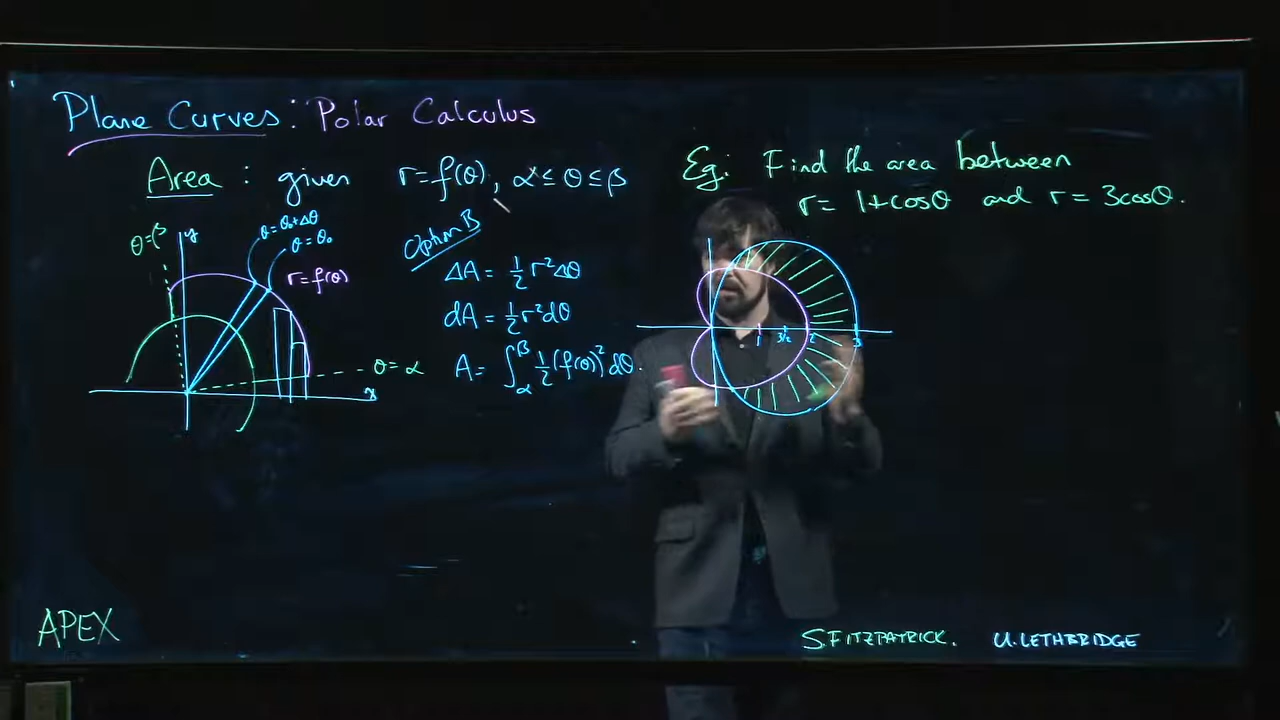 Plane Curves: Polar Calculus
Area : given r=f(θ), α≤θ≤β
θ=β
y
θ=θ₀+Δθ
θ=θ₀
r=f(θ)
θ=α
x
Option B
ΔA = ½r²Δθ
dA = ½r²dθ
A = ∫_α^β ½(f(θ))²dθ.
Eg: Find the area between
r= 1+cosθ and r= 3cosθ.
1 3/2 2 3
APEX
S.FITZPATRICK. U.LETHBRIDGE